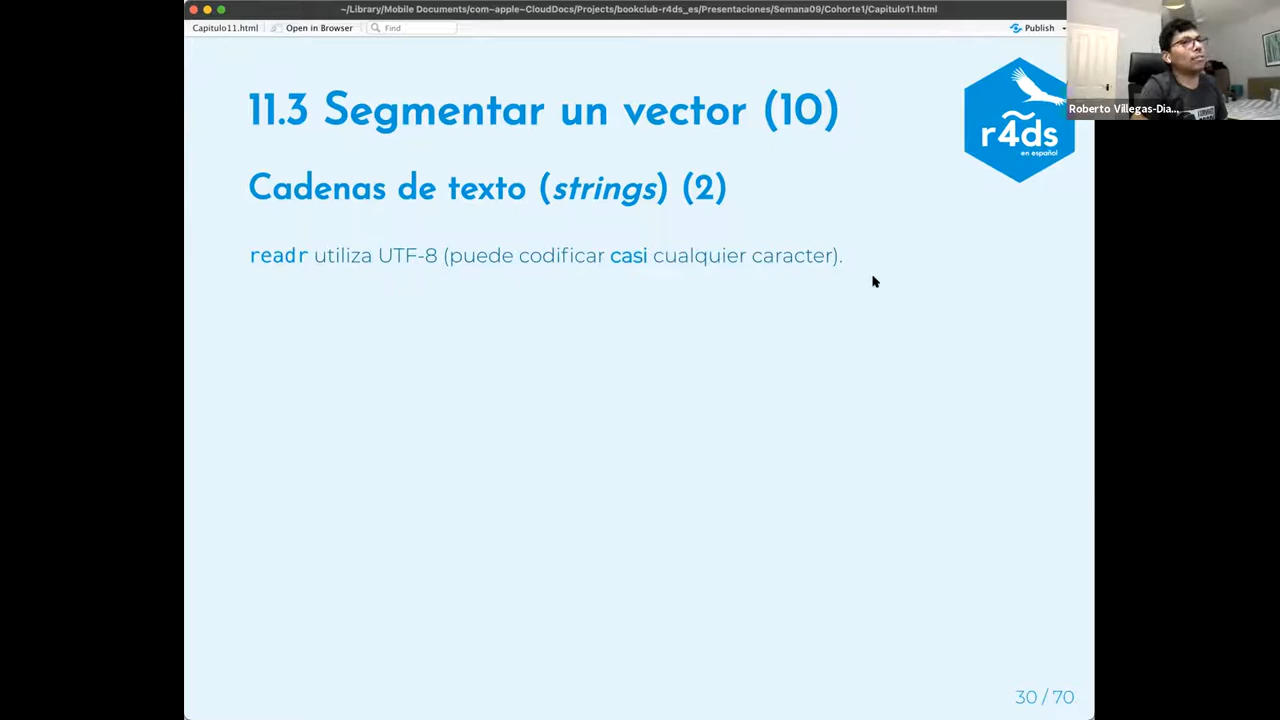 ~/Library/Mobile Documents/com~apple~CloudDocs/Projects/bookclub-r4ds_es/Presentaciones/Semana09/Cohorte1/Capitulo11.html
Capitulo11.html
Open in Browser
Find
Publish
Roberto Villegas-Dia...
11.3 Segmentar un vector (10)
r4ds
en español
Cadenas de texto (strings) (2)
readr utiliza UTF-8 (puede codificar casi cualquier caracter).
30 / 70